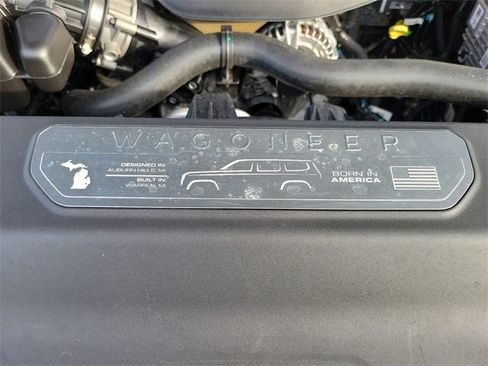 WAGONEER
DESIGNED IN:
AUBURN HILLS, MI
BUILT IN:
WARREN, MI
BORN IN
AMERICA